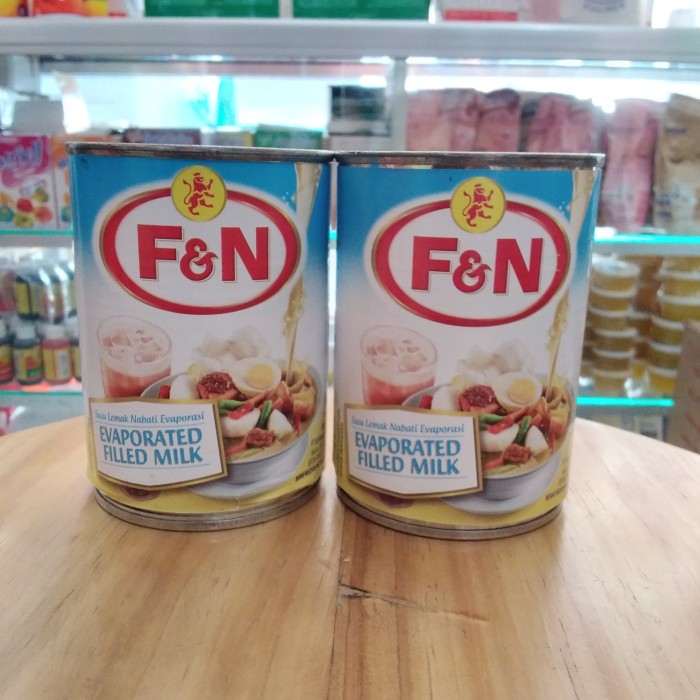 F&N
Susu Lemak Nabati Evaporasi
EVAPORATED
FILLED MILK
F&N
Susu Lemak Nabati Evaporasi
EVAPORATED
FILLED MILK